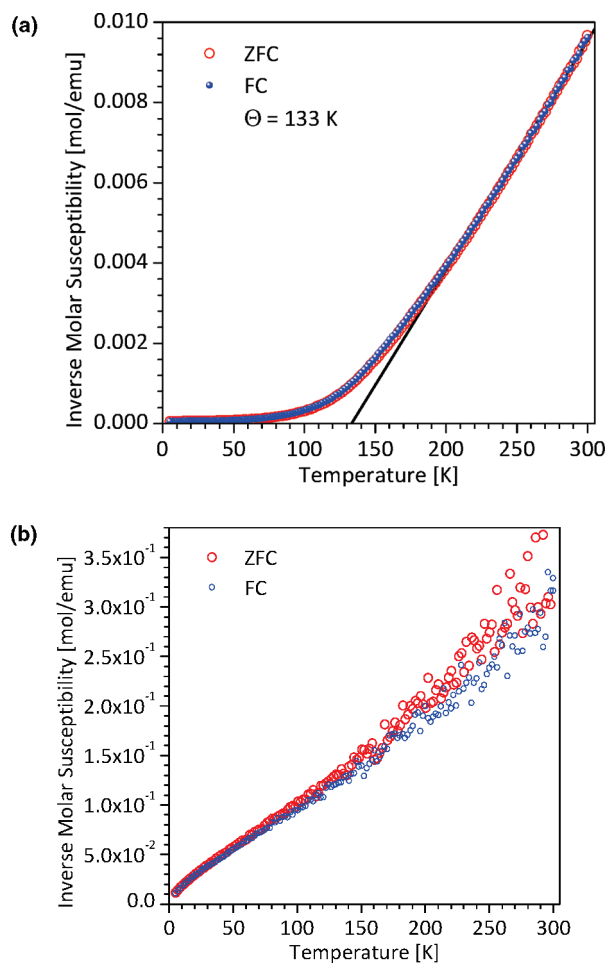 (a)
0.010
0.008
0.006
0.004
0.002
0.000
Inverse Molar Susceptibility [mol/emu]
ZFC
FC
Θ = 133 K
0 50 100 150 200 250 300
Temperature [K]
(b)
3.5x10⁻¹
3.0x10⁻¹
2.5x10⁻¹
2.0x10⁻¹
1.5x10⁻¹
1.0x10⁻¹
5.0x10⁻²
0.0
Inverse Molar Susceptibility [mol/emu]
ZFC
FC
0 50 100 150 200 250 300
Temperature [K]